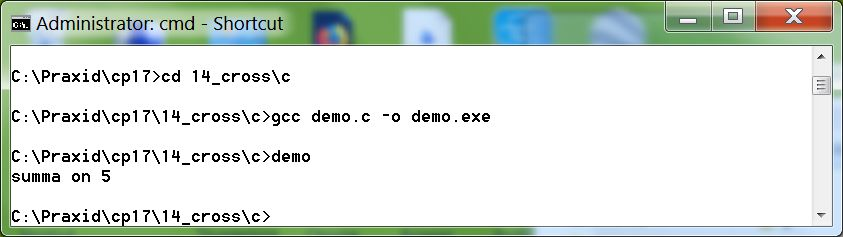 Administrator: cmd - Shortcut
C:\Praxid\cp17>cd 14_cross\c
C:\Praxid\cp17\14_cross\c>gcc demo.c -o demo.exe
C:\Praxid\cp17\14_cross\c>demo
summa on 5
C:\Praxid\cp17\14_cross\c>